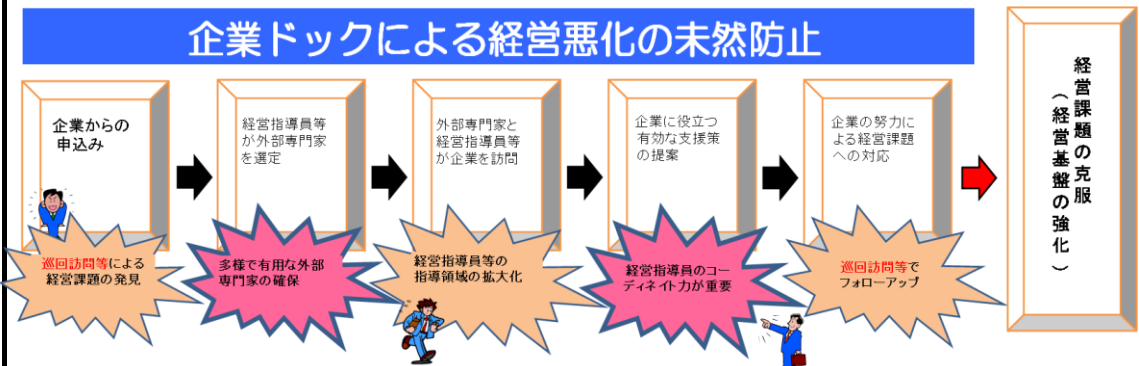 企業ドックによる経営悪化の未然防止
企業からの
申込み
巡回訪問等による
経営課題の発見
経営指導員等
が外部専門家
を選定
多様で有用な外部
専門家の確保
外部専門家と
経営指導員等
が企業を訪問
経営指導員等の
指導領域の拡大化
企業に役立つ
有効な支援策
の提案
経営指導員のコー
ディネイト力が重要
企業の努力に
よる経営課題
への対応
巡回訪問等で
フォローアップ
経営課題の克服
（経営基盤の強化）